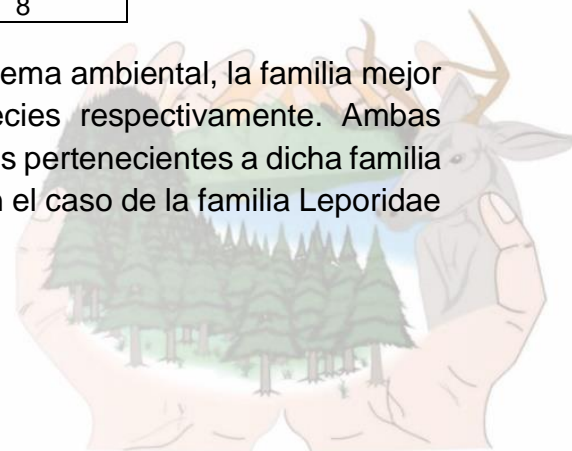 8
ema ambiental, la familia mejor
ecies respectivamente. Ambas
s pertenecientes a dicha familia
n el caso de la familia Leporidae